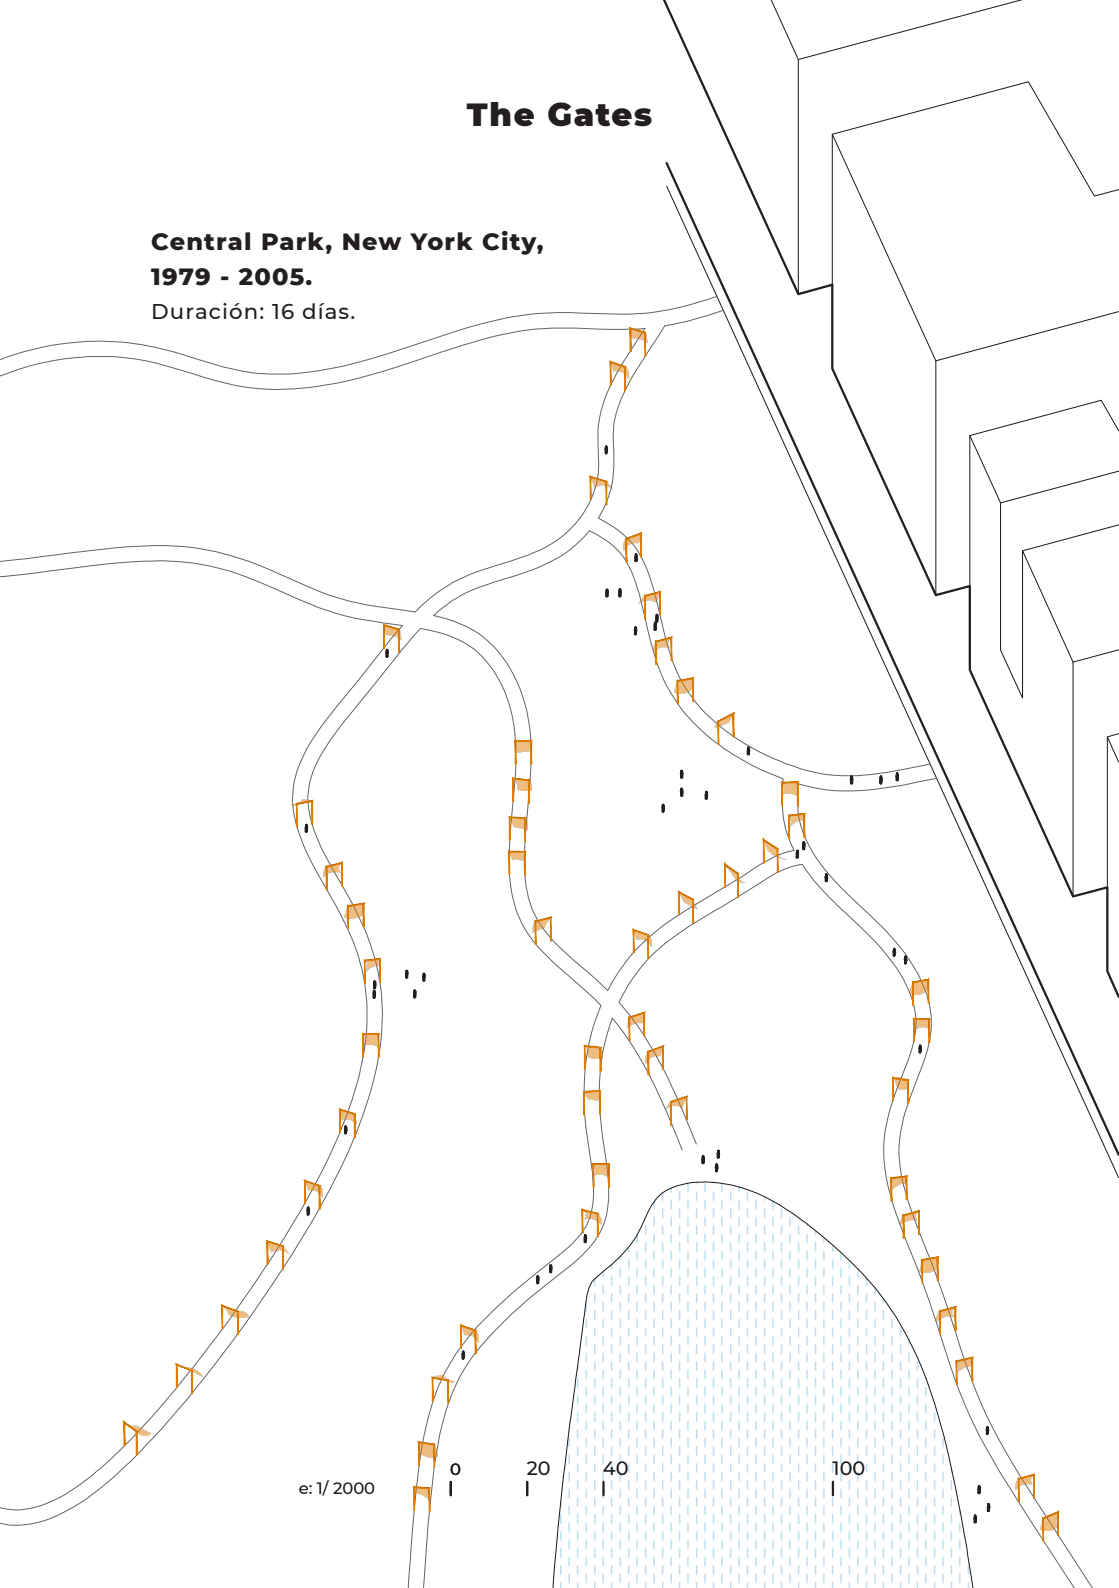 The Gates
Central Park, New York City,
1979 - 2005.
Duración: 16 días.
0 20 40 100
e: 1/ 2000